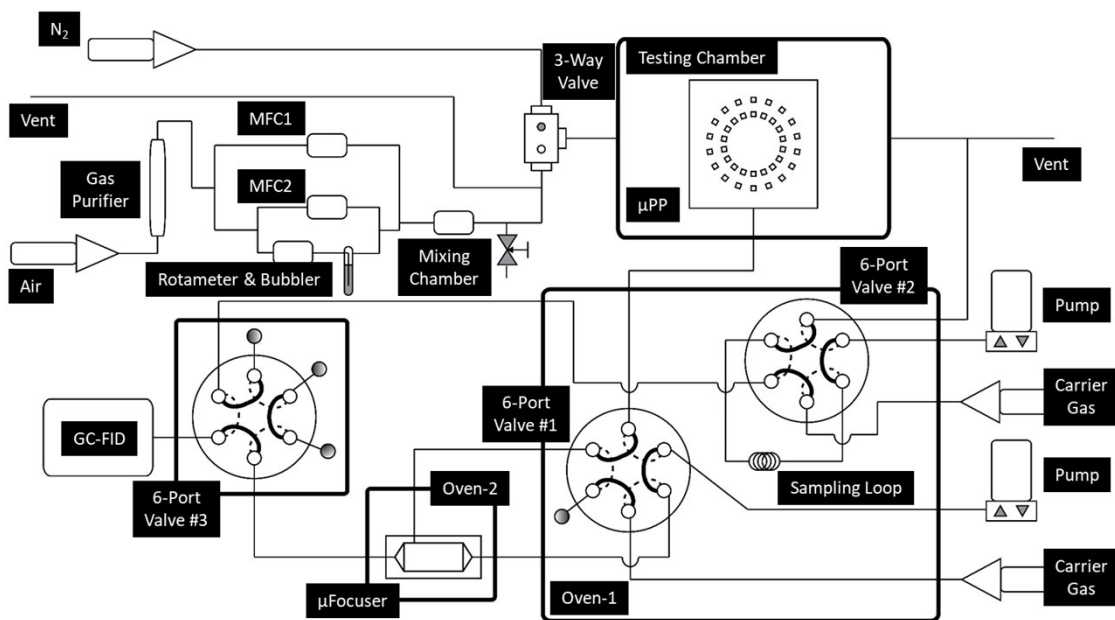 N2
3-Way
Valve
Testing Chamber
Vent
MFC1
Gas
Purifier
MFC2
µPP
Vent
Air
Rotameter & Bubbler
Mixing
Chamber
6-Port
Valve #2
Pump
6-Port
Valve #1
Carrier
Gas
GC-FID
Sampling Loop
Pump
6-Port
Valve #3
Oven-2
µFocuser
Oven-1
Carrier
Gas